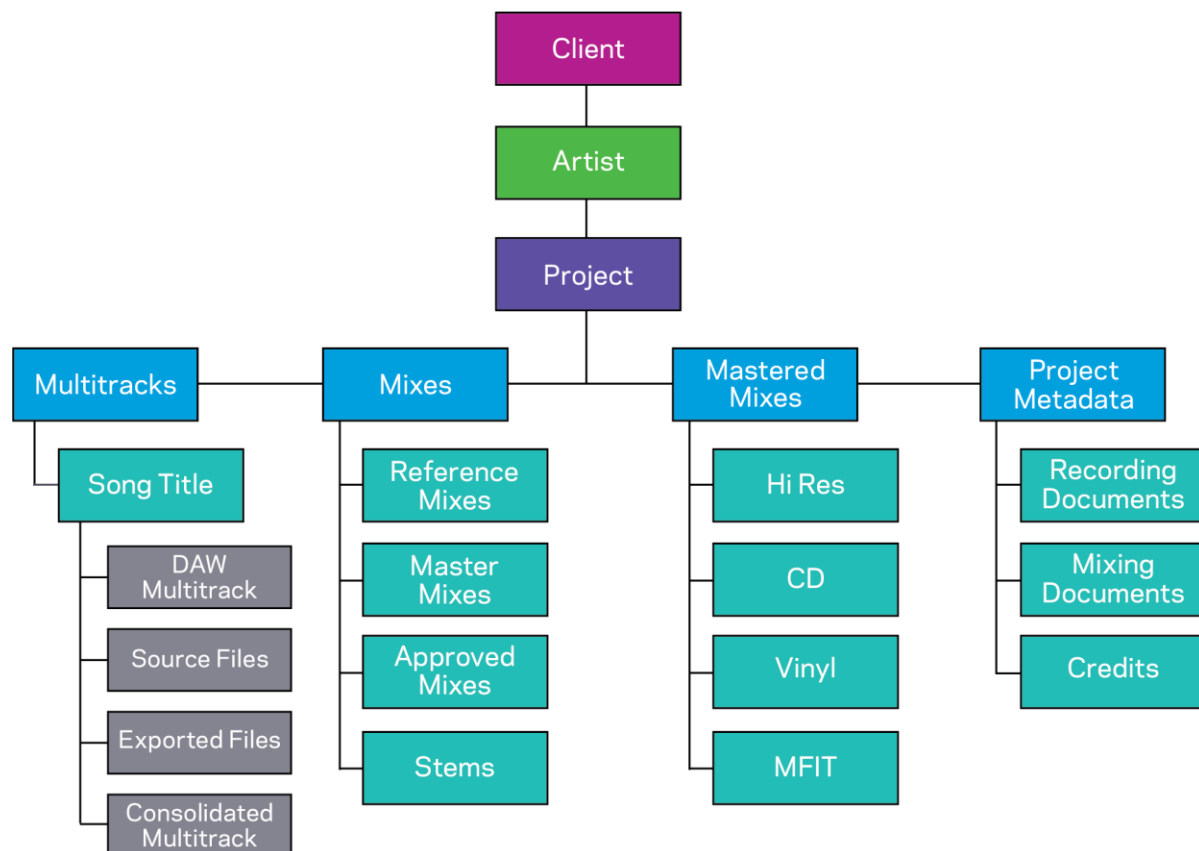 Client
Artist
Project
Multitracks
Mixes
Mastered
Mixes
Project
Metadata
Song Title
DAW
Multitrack
Source Files
Exported Files
Consolidated
Multitrack
Reference
Mixes
Master
Mixes
Approved
Mixes
Stems
Hi Res
CD
Vinyl
MFIT
Recording
Documents
Mixing
Documents
Credits